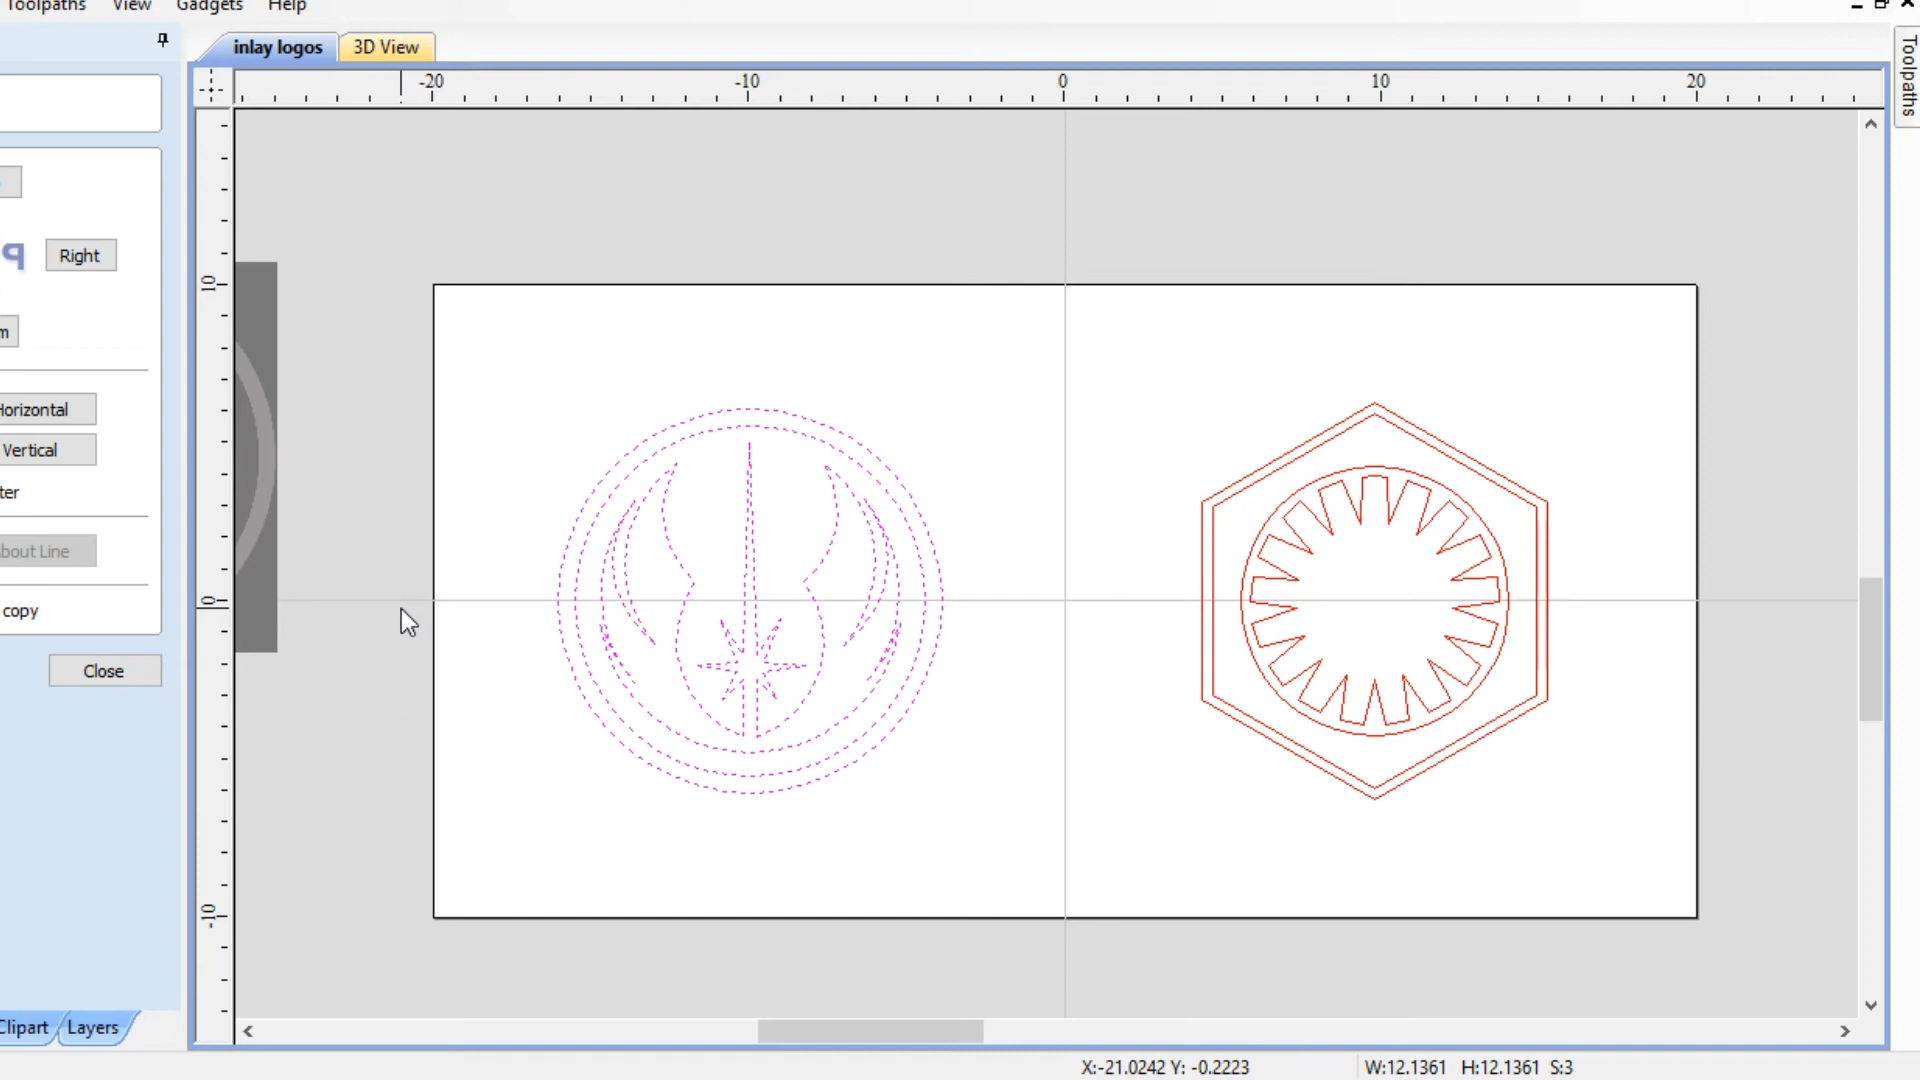 Toolpaths View Gadgets Help
inlay logos 3D View
Toolpaths
-20 -10 0 10 20
10
0
-10
Right
Horizontal
Vertical
ter
bout Line
copy
Close
Clipart Layers
X:-21.0242 Y: -0.2223 W:12.1361 H:12.1361 S:3